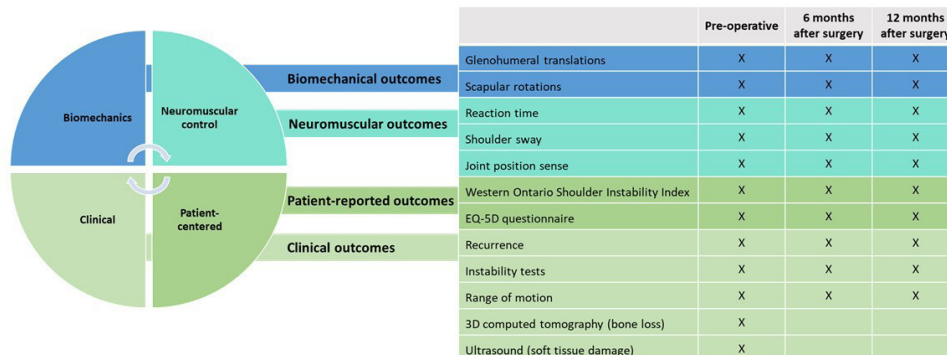 Biomechanics
Neuromuscular
control
Clinical
Patient-
centered
Biomechanical outcomes
Neuromuscular outcomes
Patient-reported outcomes
Clinical outcomes
Pre-operative 6 months after surgery 12 months after surgery
Glenohumeral translations X X X
Scapular rotations X X X
Reaction time X X X
Shoulder sway X X X
Joint position sense X X X
Western Ontario Shoulder Instability Index X X X
EQ-5D questionnaire X X X
Recurrence X X X
Instability tests X X X
Range of motion X X X
3D computed tomography (bone loss) X
Ultrasound (soft tissue damage) X